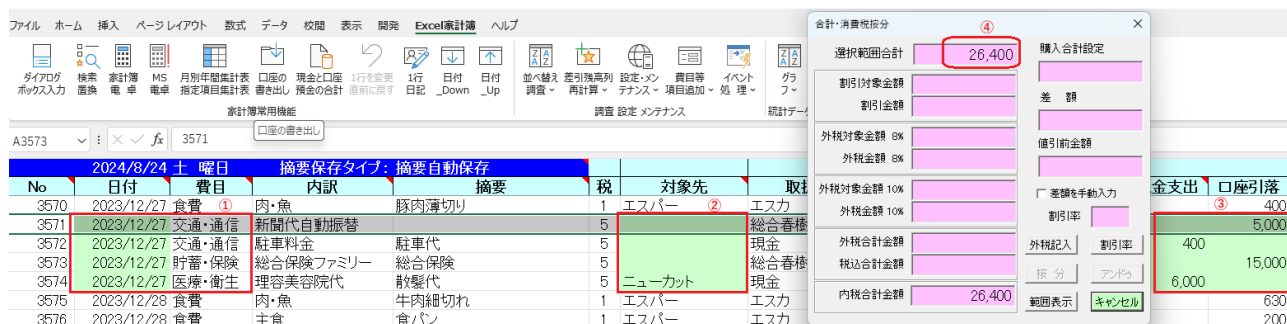 ファイル ホーム 挿入 ページ レイアウト 数式 データ 校閲 表示 開発 Excel家計簿 ヘルプ
ダイアログ ボックス入力
検索 置換
家計簿 電 卓
MS 電卓
月別年間集計表 指定項目集計表
口座の 書き出し
現金と口座 預金の合計
1行を変更 直前に戻す
1行 日記
日付 _Down
日付 _Up
並べ替え 調査
差引残高列 再計算
設定・メン テナンス
費目等 項目追加
イベント 処 理
グラ フ
家計簿常用機能
調査 設定 メンテナンス
統計デー
口座の書き出し
A3573 fx 3571
2024/8/24 土 曜日 摘要保存タイプ: 摘要自動保存
No 日付 費目 内訳 摘要 税 対象先 取扱 金支出 口座引落
3570 2023/12/27 食費 ① 肉・魚 豚肉薄切り 1 エスパー ② エスカ ③ 400
3571 2023/12/27 交通・通信 新聞代自動振替 5 総合春樹 5,000
3572 2023/12/27 交通・通信 駐車料金 駐車代 5 現金 400
3573 2023/12/27 貯蓄・保険 総合保険ファミリー 総合保険 5 総合春樹 15,000
3574 2023/12/27 医療・衛生 理容美容院代 散髪代 5 ニューカット 現金 6,000
3575 2023/12/28 食費 肉・魚 牛肉細切れ 1 エスパー エスカ 630
3576 2023/12/28 食費 主食 食パン 1 エスパー エスカ 200
合計・消費税按分 ④
選択範囲合計 26,400
割引対象金額
割引金額
外税対象金額 8%
外税金額 8%
外税対象金額 10%
外税金額 10%
外税合計金額
税込合計金額
内税合計金額 26,400
購入合計設定
差 額
値引前金額
差額を手動入力
割引率
外税記入 割引率
按 分 アンドゥ
範囲表示 キャンセル